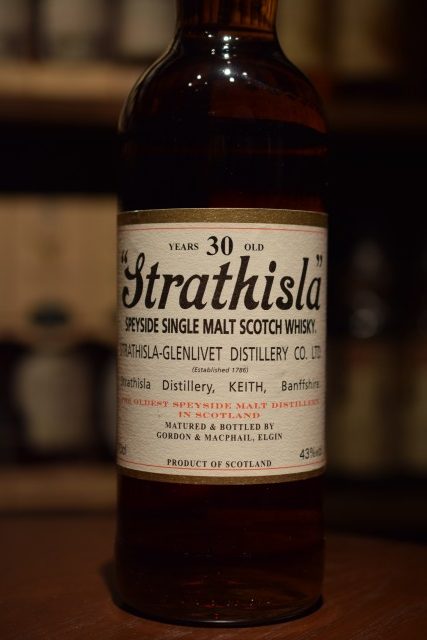 YEARS 30 OLD
"Strathisla"
SPEYSIDE SINGLE MALT SCOTCH WHISKY.
STRATHISLA-GLENLIVET DISTILLERY CO. LTD
(Established 1786)
Strathisla Distillery, KEITH, Banffshire.
THE OLDEST SPEYSIDE MALT DISTILLERY
IN SCOTLAND
MATURED & BOTTLED BY
GORDON & MACPHAIL, ELGIN
43%vol
PRODUCT OF SCOTLAND